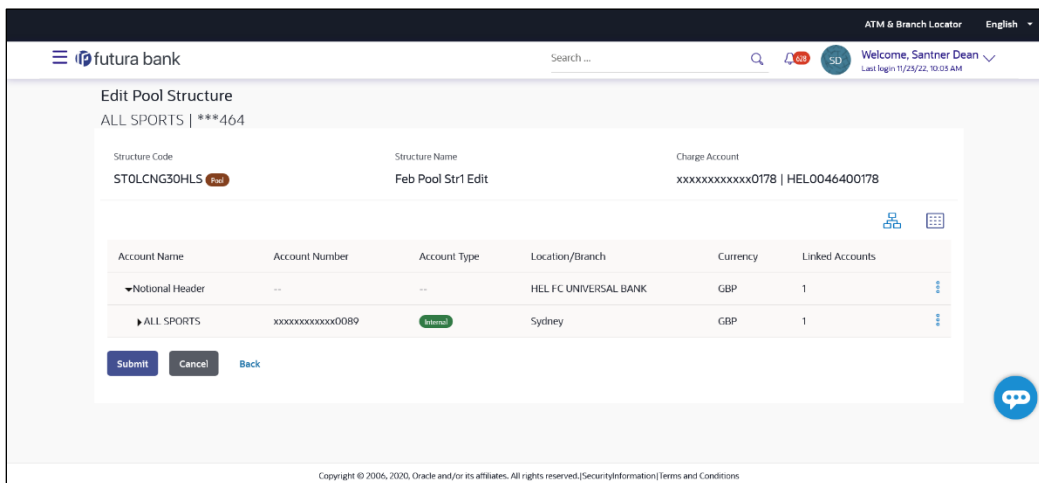 ATM & Branch Locator English
futura bank Search ... 628 SD Welcome, Santner Dean
Last login 11/23/22, 10:03 AM
Edit Pool Structure
ALL SPORTS | ***464
Structure Code Structure Name Charge Account
ST0LCNG30HLS Pool Feb Pool Str1 Edit xxxxxxxxxxxx0178 | HEL0046400178
Account Name Account Number Account Type Location/Branch Currency Linked Accounts
Notional Header -- -- HEL FC UNIVERSAL BANK GBP 1
ALL SPORTS xxxxxxxxxxxx0089 Internal Sydney GBP 1
Submit Cancel Back
Copyright © 2006, 2020, Oracle and/or its affiliates. All rights reserved.|SecurityInformation|Terms and Conditions